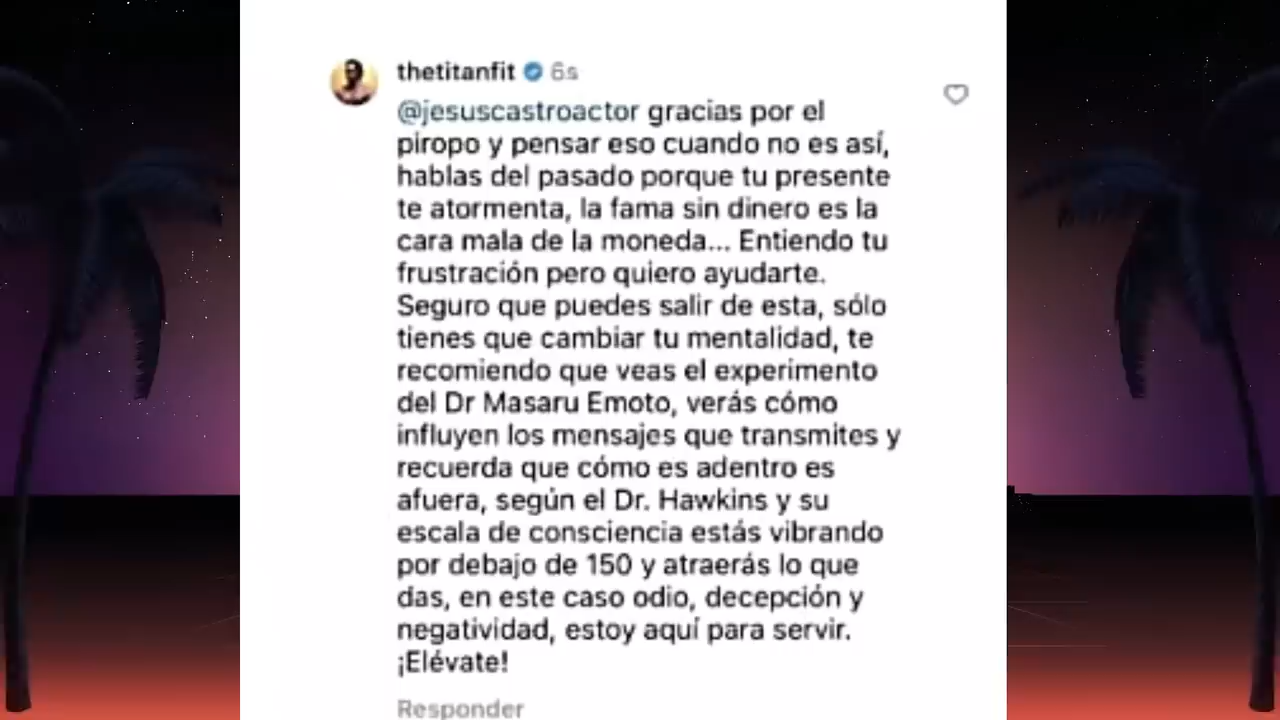 thetitanfit 6s
@jesuscastroactor gracias por el
piropo y pensar eso cuando no es así,
hablas del pasado porque tu presente
te atormenta, la fama sin dinero es la
cara mala de la moneda... Entiendo tu
frustración pero quiero ayudarte.
Seguro que puedes salir de esta, sólo
tienes que cambiar tu mentalidad, te
recomiendo que veas el experimento
del Dr Masaru Emoto, verás cómo
influyen los mensajes que transmites y
recuerda que cómo es adentro es
afuera, según el Dr. Hawkins y su
escala de consciencia estás vibrando
por debajo de 150 y atraerás lo que
das, en este caso odio, decepción y
negatividad, estoy aquí para servir.
¡Elévate!
Responder